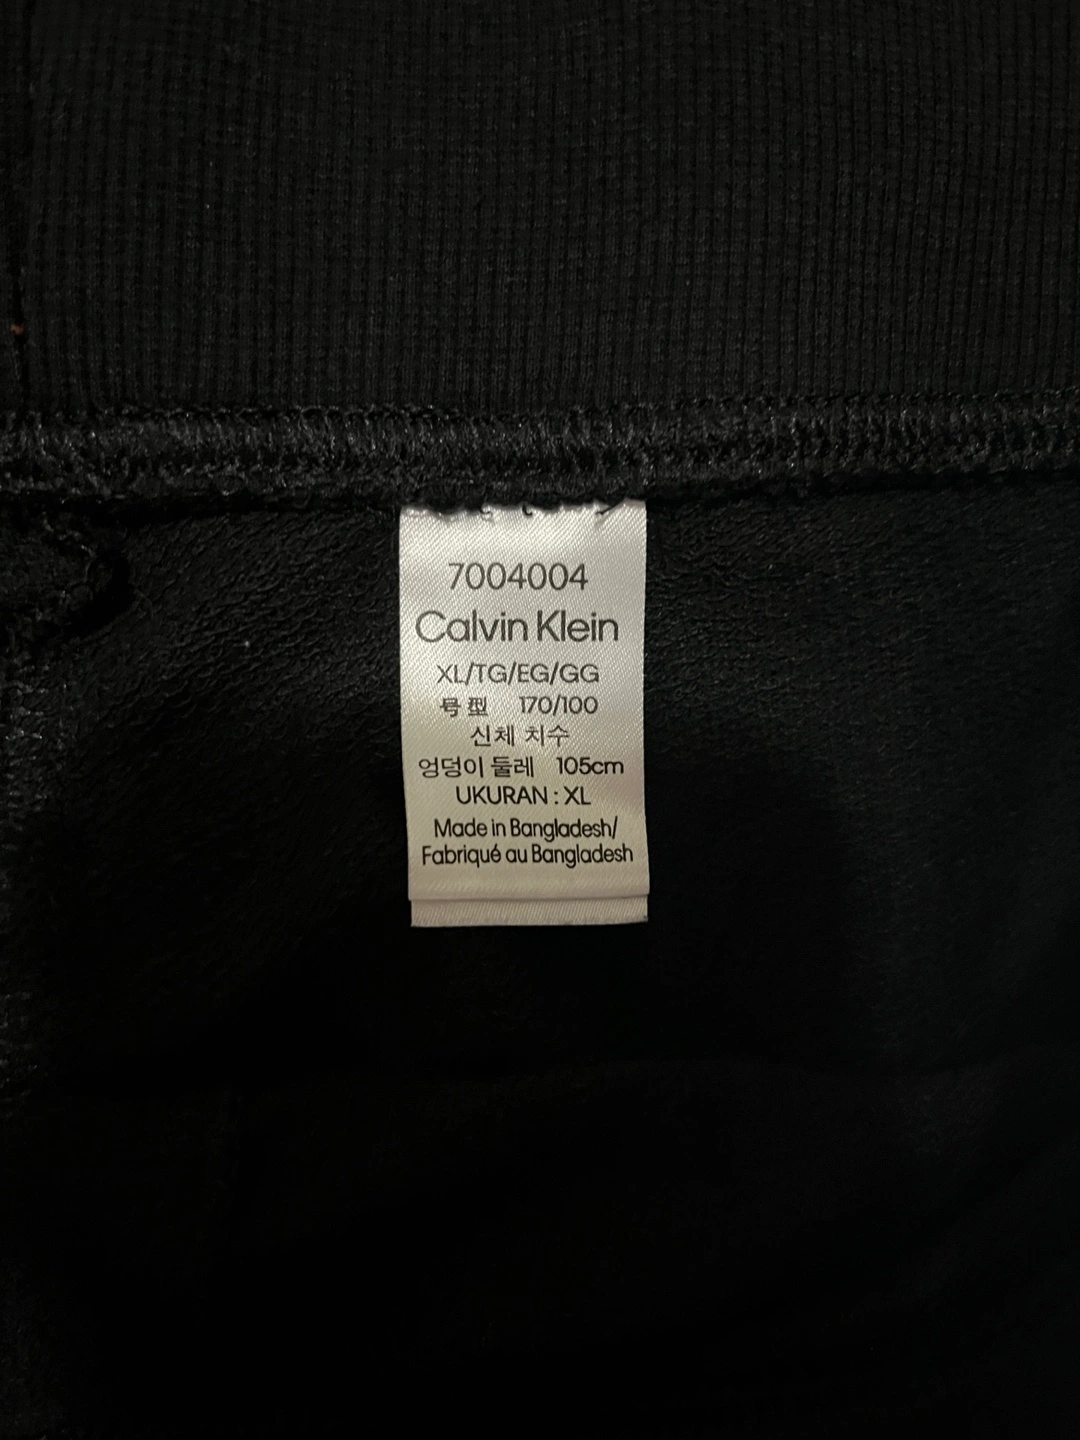 7004004
Calvin Klein
XL/TG/EG/GG
号型 170/100
신체 치수
엉덩이 둘레 105cm
UKURAN : XL
Made in Bangladesh/
Fabriqué au Bangladesh